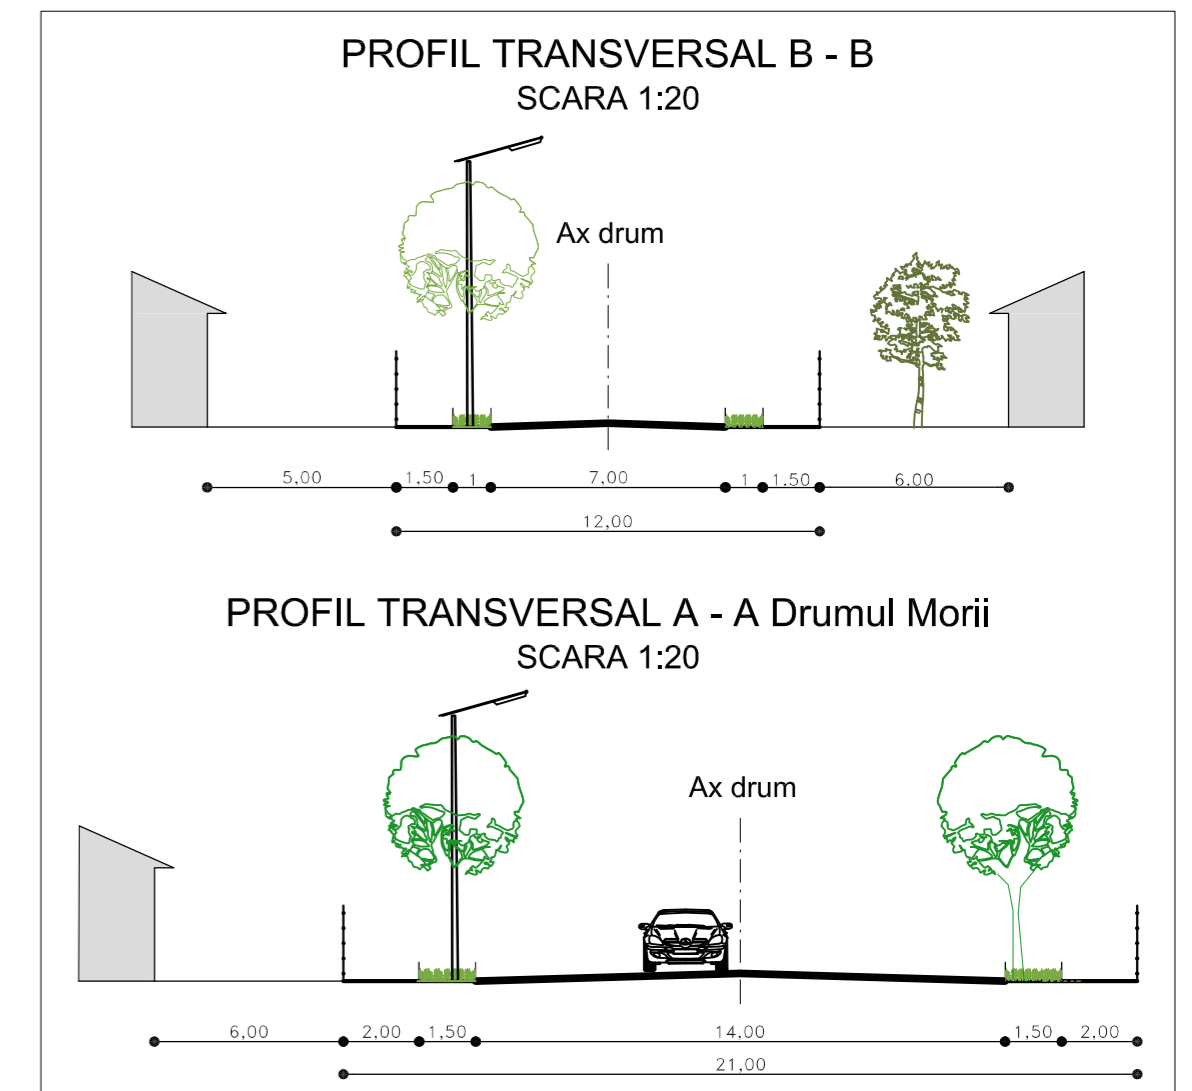 PROFIL TRANSVERSAL B - B
SCARA 1:20
Ax drum
5,00 1,50 1 7,00 1 1.50 6.00
12,00
PROFIL TRANSVERSAL A - A Drumul Morii
SCARA 1:20
Ax drum
6,00 2,00 1,50 14,00 1,50 2,00
21,00